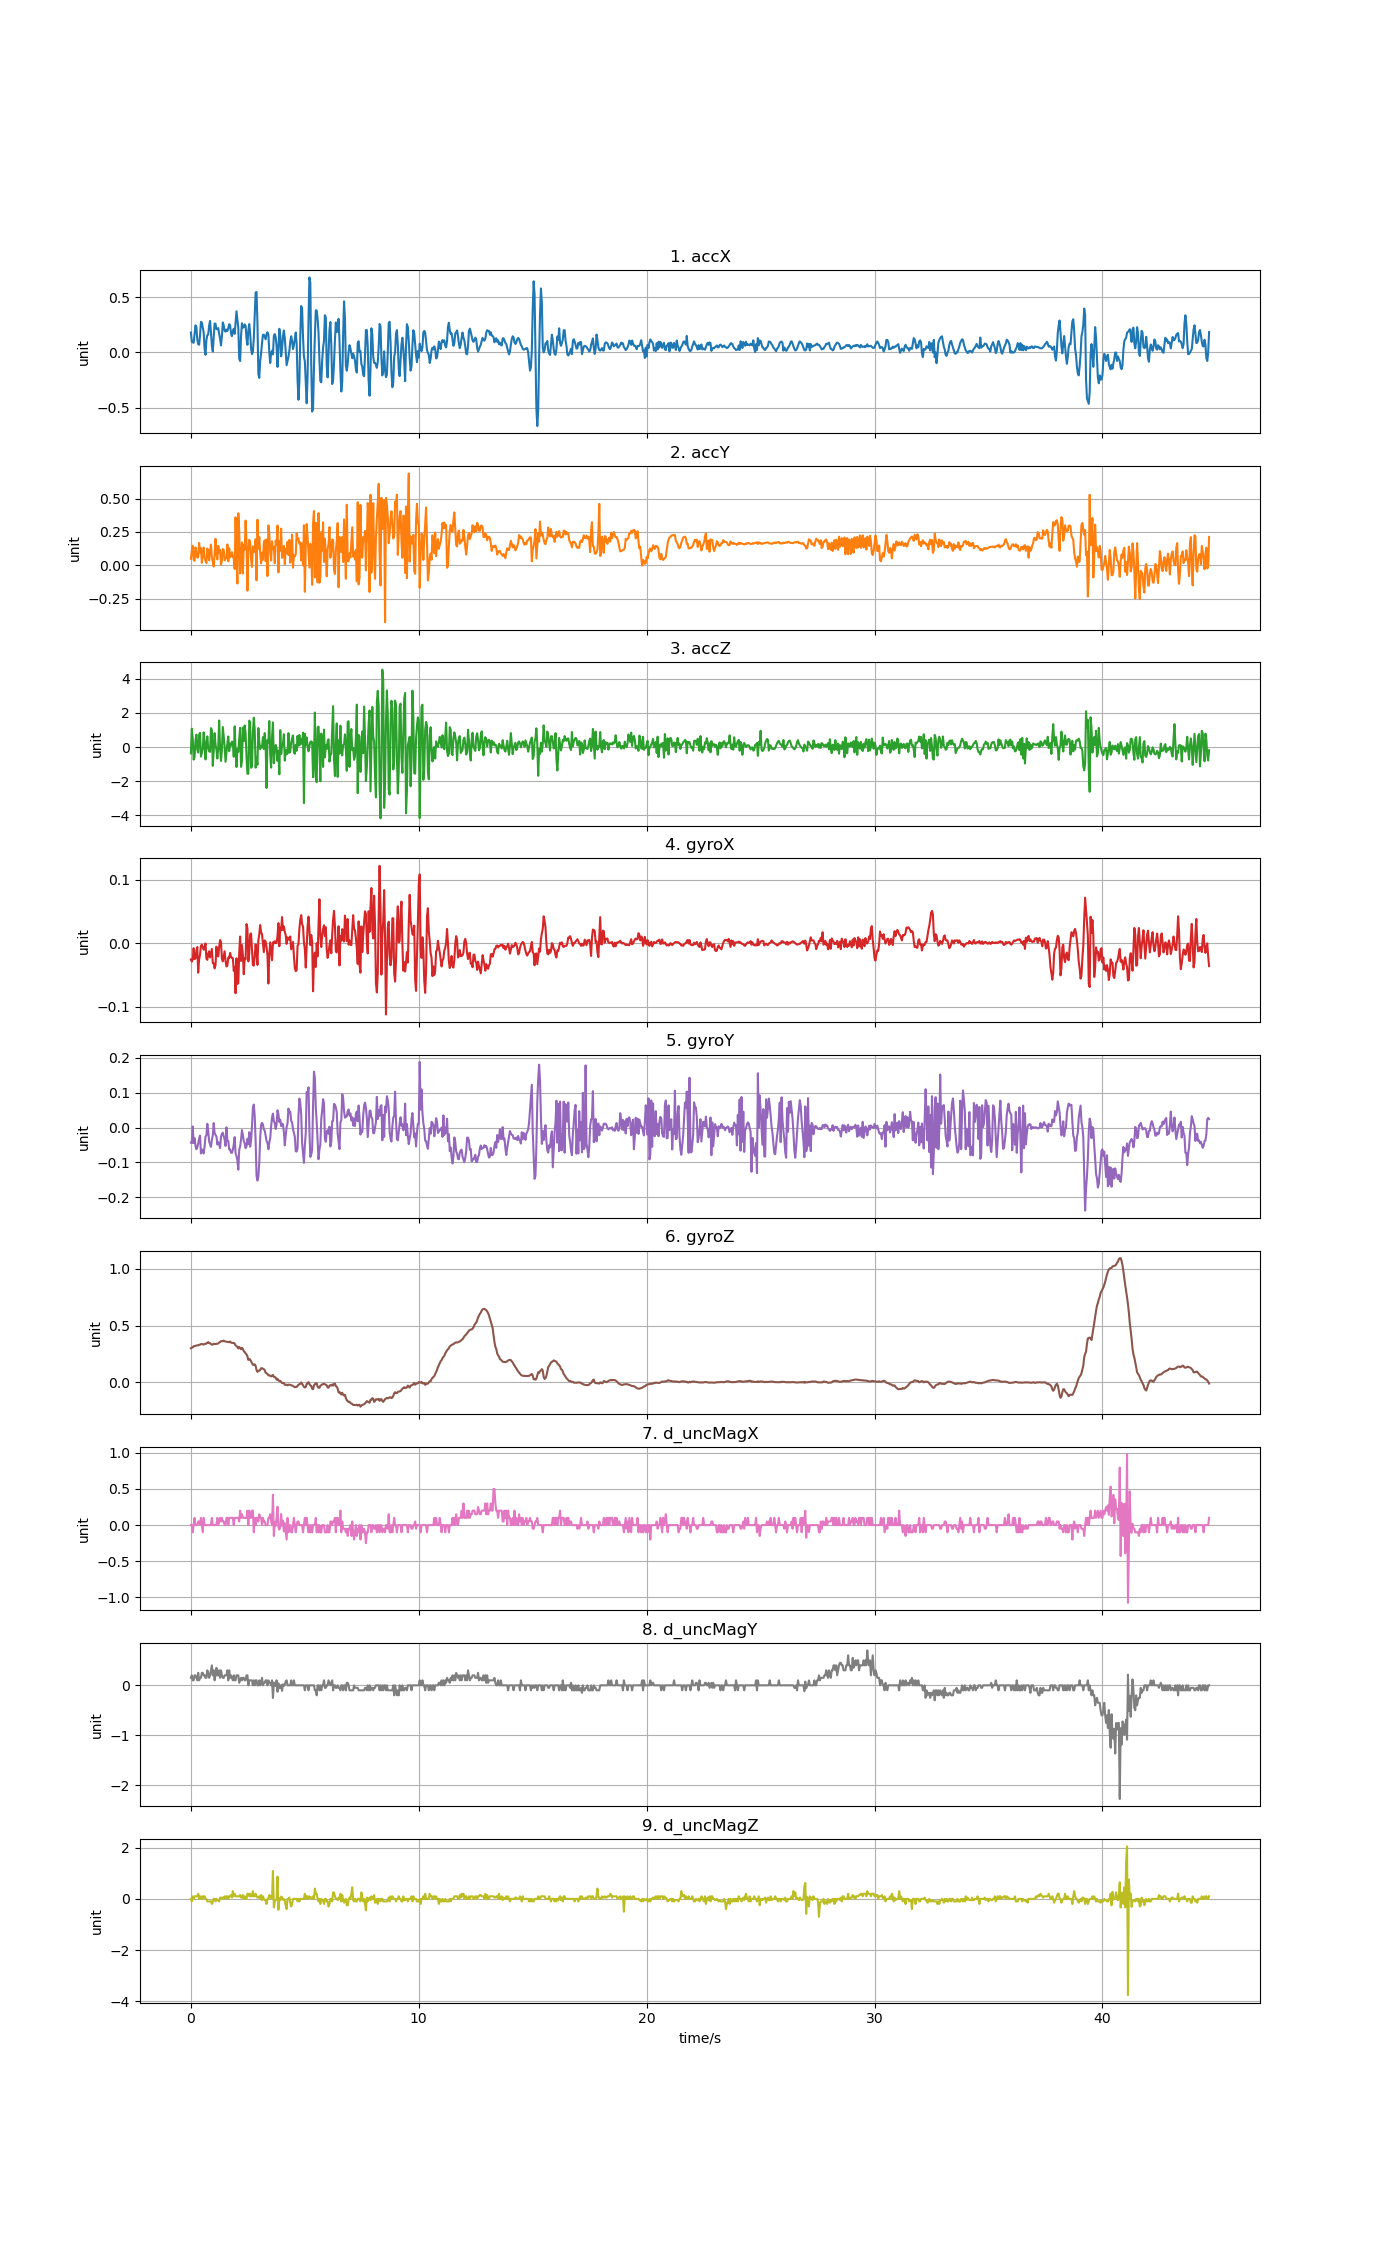 1. accX
0.5
0.0
−0.5
unit
2. accY
0.50
0.25
0.00
−0.25
unit
3. accZ
4
2
0
−2
−4
unit
4. gyroX
0.1
0.0
−0.1
unit
5. gyroY
0.2
0.1
0.0
−0.1
−0.2
unit
6. gyroZ
1.0
0.5
0.0
unit
7. d_uncMagX
1.0
0.5
0.0
−0.5
−1.0
unit
8. d_uncMagY
0
−1
−2
unit
9. d_uncMagZ
2
0
−2
−4
unit
0 10 20 30 40
time/s